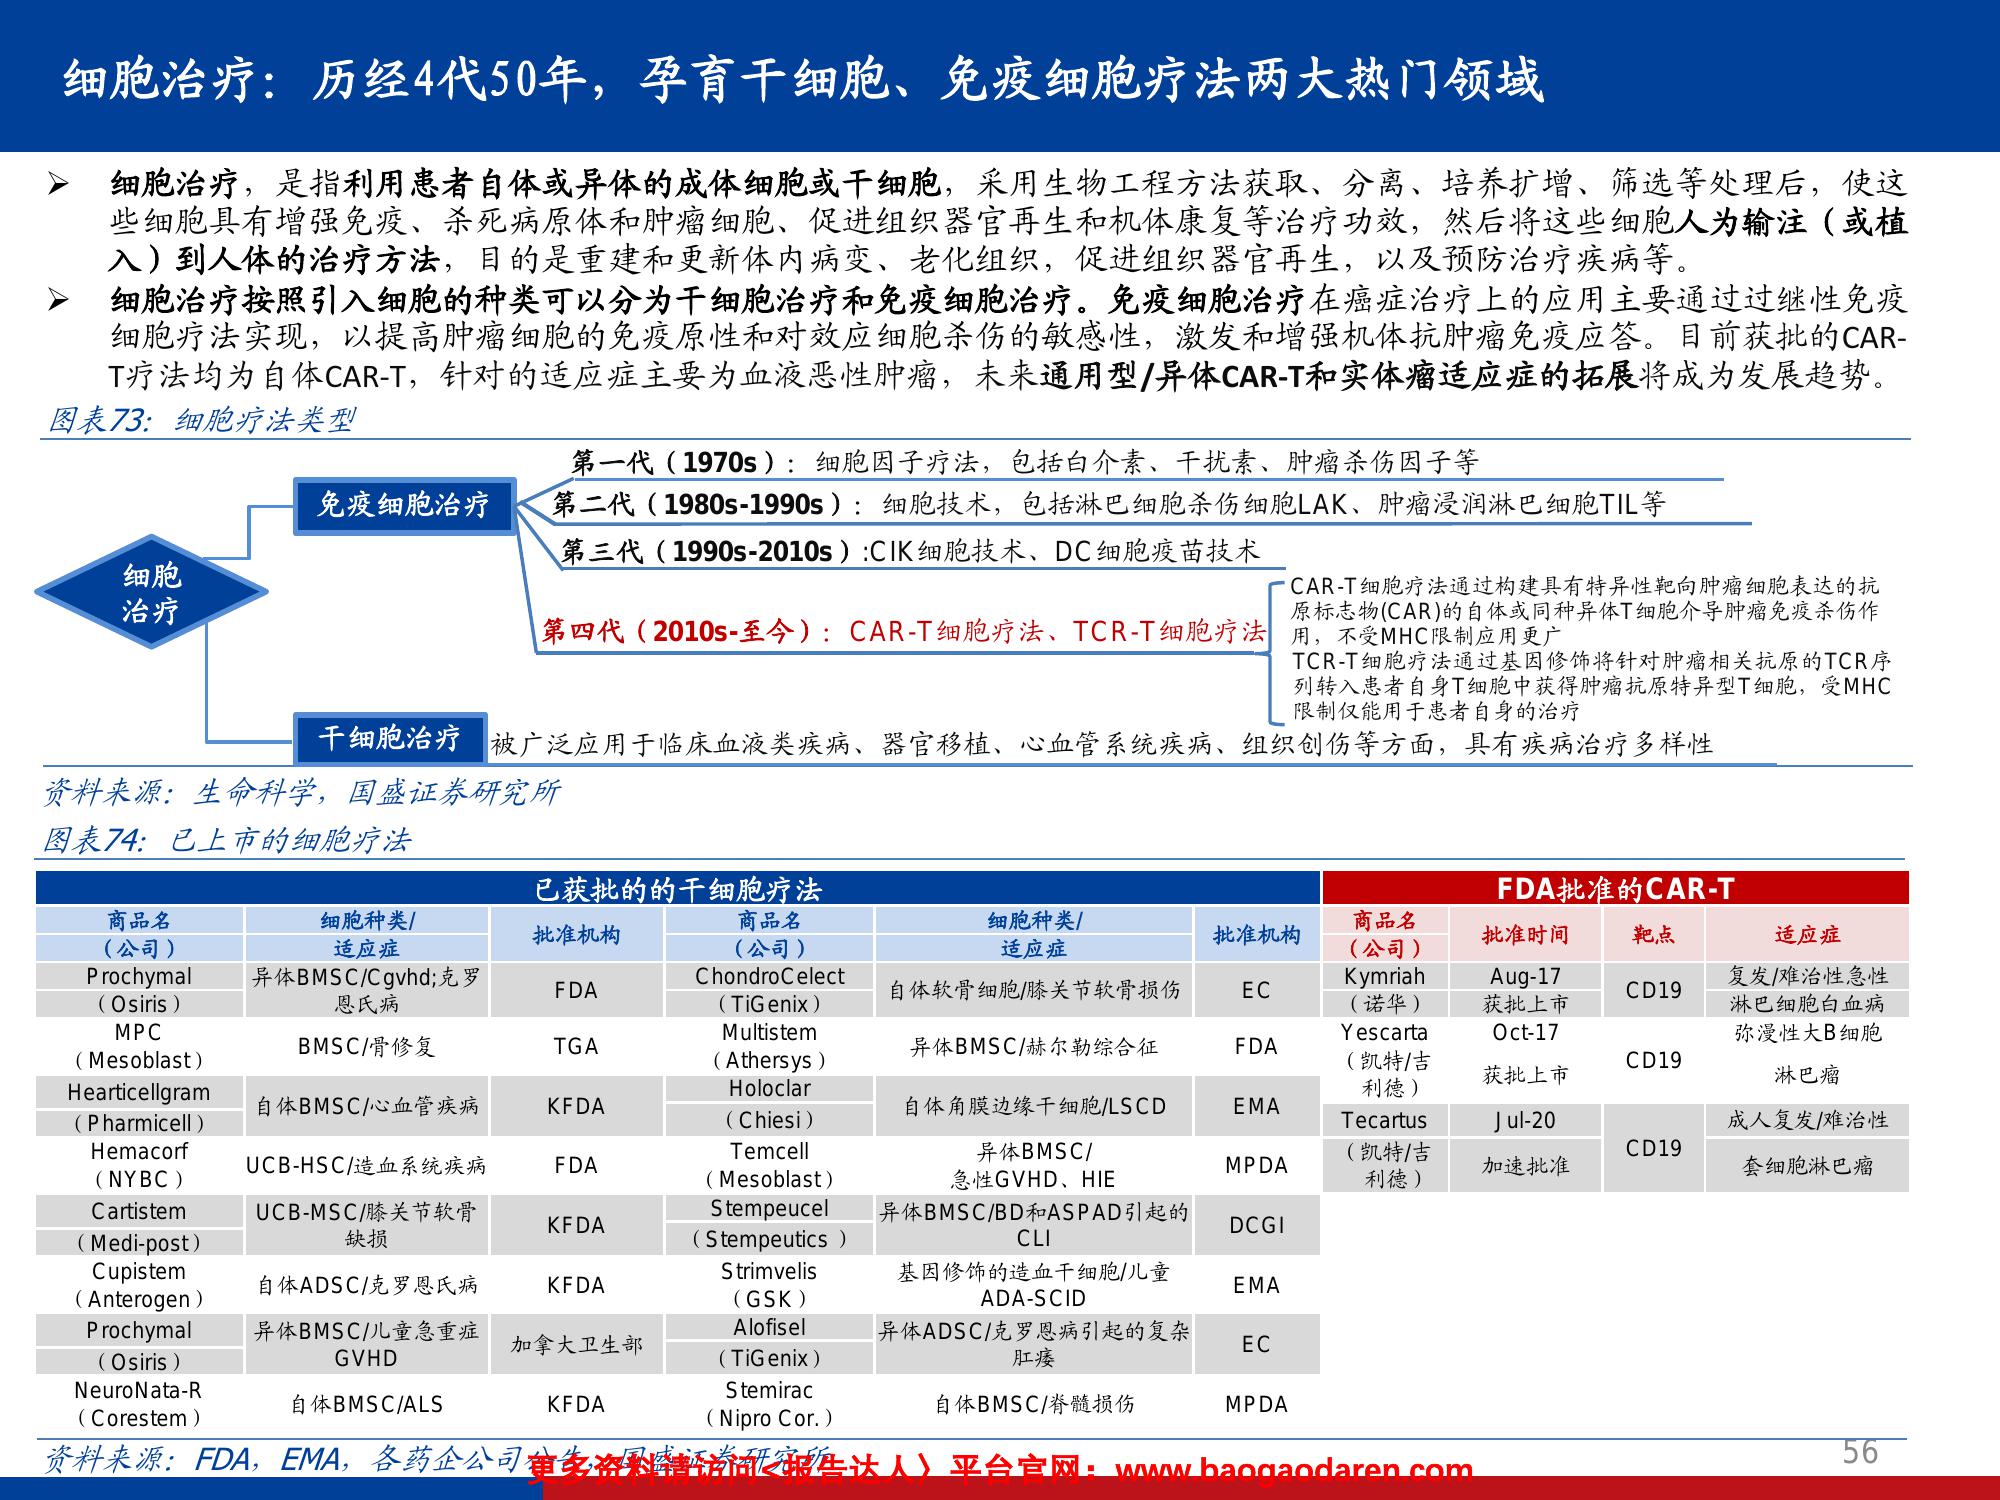 细胞治疗：历经4代50年，孕育干细胞、免疫细胞疗法两大热门领域
➢ 细胞治疗，是指利用患者自体或异体的成体细胞或干细胞，采用生物工程方法获取、分离、培养扩增、筛选等处理后，使这
些细胞具有增强免疫、杀死病原体和肿瘤细胞、促进组织器官再生和机体康复等治疗功效，然后将这些细胞人为输注（或植
入）到人体的治疗方法，目的是重建和更新体内病变、老化组织，促进组织器官再生，以及预防治疗疾病等。
➢ 细胞治疗按照引入细胞的种类可以分为干细胞治疗和免疫细胞治疗。免疫细胞治疗在癌症治疗上的应用主要通过过继性免疫
细胞疗法实现，以提高肿瘤细胞的免疫原性和对效应细胞杀伤的敏感性，激发和增强机体抗肿瘤免疫应答。目前获批的CAR-
T疗法均为自体CAR-T，针对的适应症主要为血液恶性肿瘤，未来通用型/异体CAR-T和实体瘤适应症的拓展将成为发展趋势。
图表73：细胞疗法类型
细胞
治疗
免疫细胞治疗
第一代（1970s）：细胞因子疗法，包括白介素、干扰素、肿瘤杀伤因子等
第二代（1980s-1990s）：细胞技术，包括淋巴细胞杀伤细胞LAK、肿瘤浸润淋巴细胞TIL等
第三代（1990s-2010s）:CIK细胞技术、DC细胞疫苗技术
第四代（2010s-至今）：CAR-T细胞疗法、TCR-T细胞疗法
CAR-T细胞疗法通过构建具有特异性靶向肿瘤细胞表达的抗
原标志物(CAR)的自体或同种异体T细胞介导肿瘤免疫杀伤作
用，不受MHC限制应用更广
TCR-T细胞疗法通过基因修饰将针对肿瘤相关抗原的TCR序
列转入患者自身T细胞中获得肿瘤抗原特异型T细胞，受MHC
限制仅能用于患者自身的治疗
干细胞治疗
被广泛应用于临床血液类疾病、器官移植、心血管系统疾病、组织创伤等方面，具有疾病治疗多样性
资料来源：生命科学，国盛证券研究所
图表74：已上市的细胞疗法
已获批的的干细胞疗法 FDA批准的CAR-T
商品名 细胞种类/ 批准机构 商品名 细胞种类/ 批准机构 商品名 批准时间 靶点 适应症
（公司） 适应症 （公司） 适应症 （公司）
Prochymal 异体BMSC/Cgvhd;克罗 FDA ChondroCelect 自体软骨细胞/膝关节软骨损伤 EC Kymriah Aug-17 CD19 复发/难治性急性
（Osiris） 恩氏病 （TiGenix） （诺华） 获批上市 淋巴细胞白血病
MPC BMSC/骨修复 TGA Multistem 异体BMSC/赫尔勒综合征 FDA Yescarta Oct-17 CD19 弥漫性大B细胞
（Mesoblast） （Athersys） （凯特/吉 获批上市 淋巴瘤
利德）
Hearticellgram 自体BMSC/心血管疾病 KFDA Holoclar 自体角膜边缘干细胞/LSCD EMA Tecartus Jul-20 CD19 成人复发/难治性
（Pharmicell） （Chiesi） （凯特/吉 加速批准 套细胞淋巴瘤
利德）
Hemacorf UCB-HSC/造血系统疾病 FDA Temcell 异体BMSC/ MPDA
（NYBC） （Mesoblast） 急性GVHD、HIE
Cartistem UCB-MSC/膝关节软骨 KFDA Stempeucel 异体BMSC/BD和ASPAD引起的 DCGI
（Medi-post） 缺损 （Stempeutics ） CLI
Cupistem 自体ADSC/克罗恩氏病 KFDA Strimvelis 基因修饰的造血干细胞/儿童 EMA
（Anterogen） （GSK） ADA-SCID
Prochymal 异体BMSC/儿童急重症 加拿大卫生部 Alofisel 异体ADSC/克罗恩病引起的复杂 EC
（Osiris） GVHD （TiGenix） 肛瘘
NeuroNata-R 自体BMSC/ALS KFDA Stemirac 自体BMSC/脊髓损伤 MPDA
（Corestem） （Nipro Cor.）
资料来源：FDA，EMA，各药企公司公告，国盛证券研究所
更多资料请访问<报告达人〉平台官网：www.baogaodaren.com
56